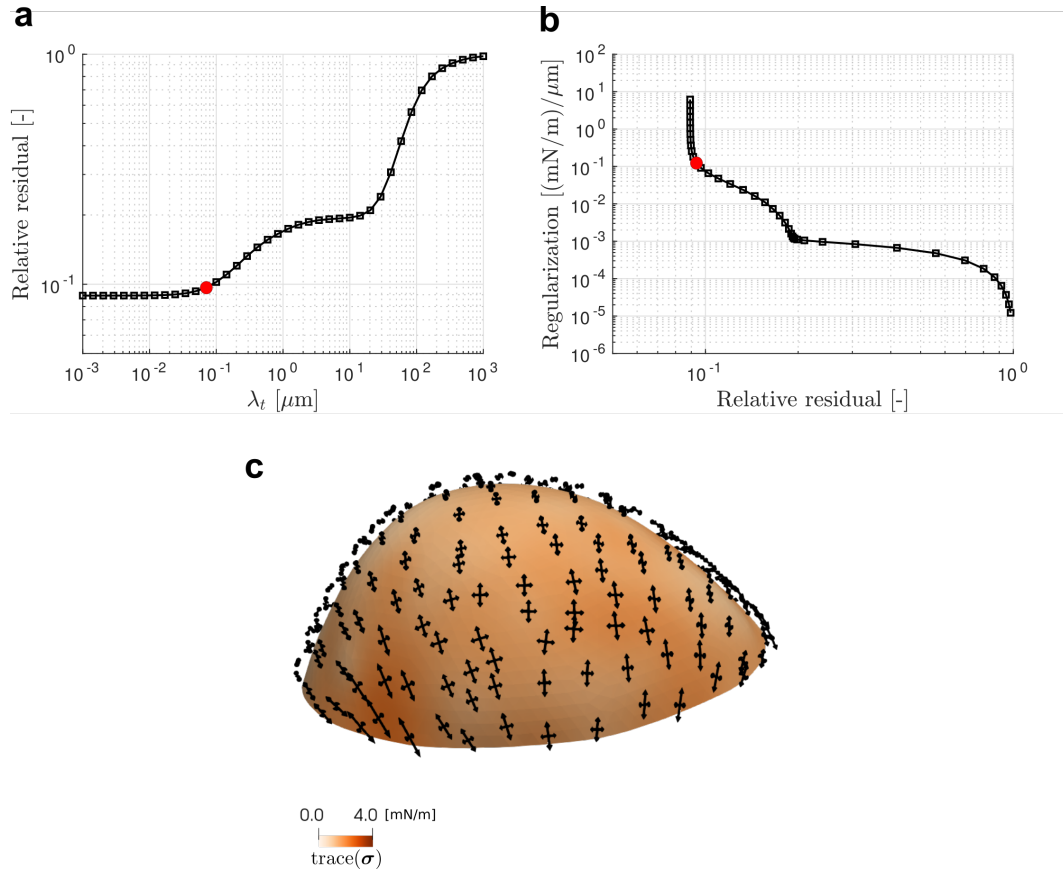 a
10^0
10^-1
Relative residual [-]
10^-3 10^-2 10^-1 10^0 10^1 10^2 10^3
λ_t [μm]
b
10^2
10^1
10^0
10^-1
10^-2
10^-3
10^-4
10^-5
10^-6
Regularization [(mN/m)/μm]
10^-1 10^0
Relative residual [-]
c
0.0 4.0 [mN/m]
trace(σ)